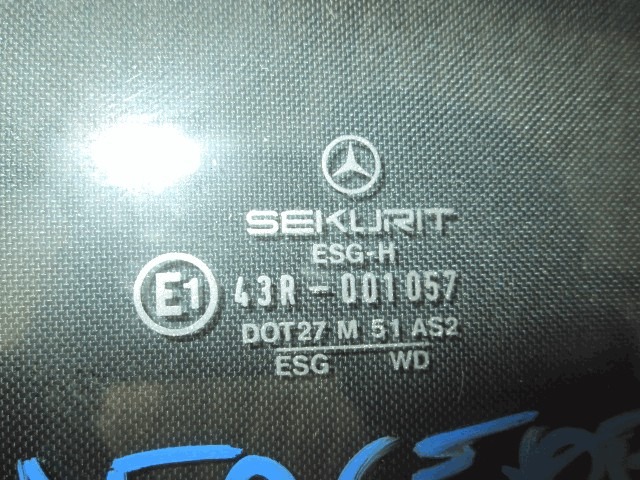 SEKURIT
ESG-H
E1 43R-001057
DOT27 M 51 AS2
ESG WD